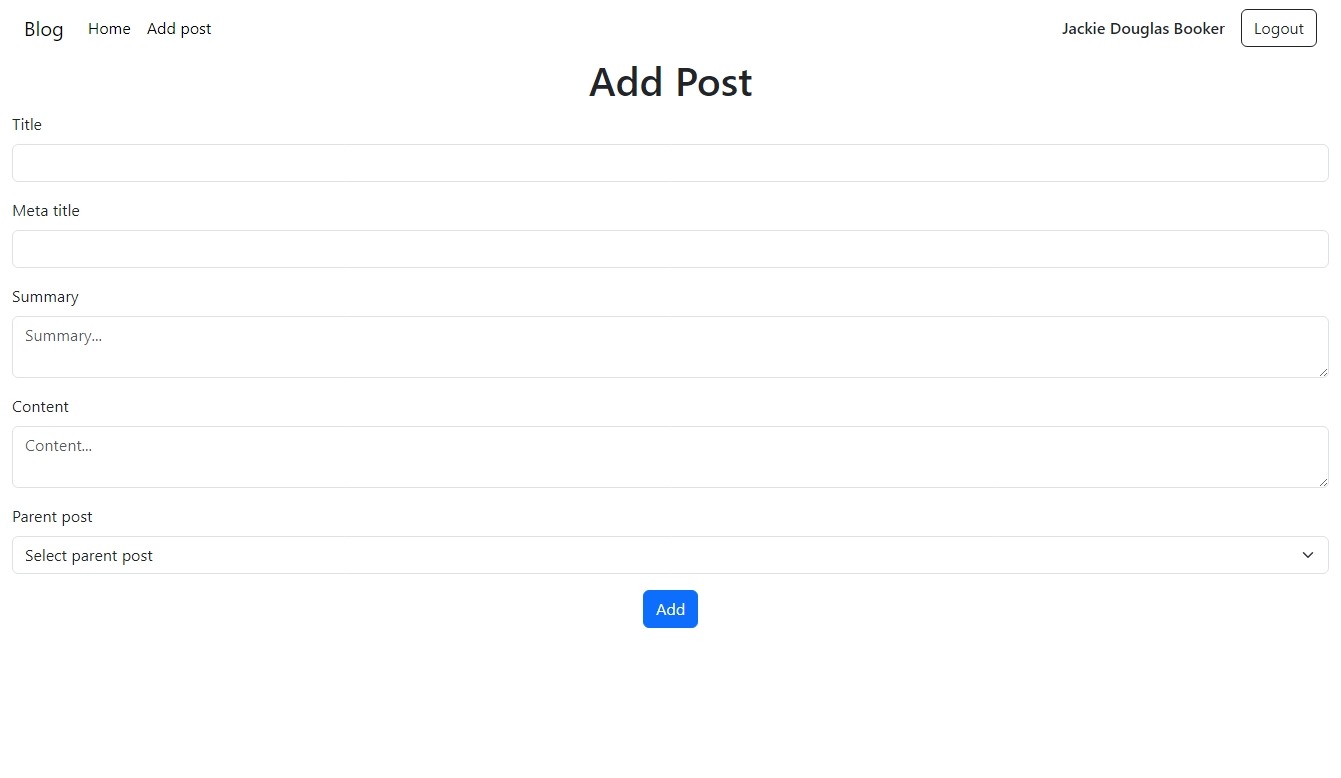 Blog Home Add post Jackie Douglas Booker Logout
Add Post
Title
Meta title
Summary
Summary...
Content
Content...
Parent post
Select parent post
Add